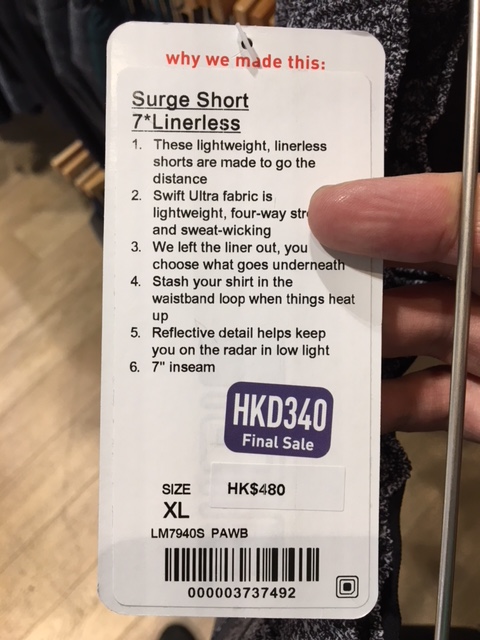 why we made this:
Surge Short
7*Linerless
1. These lightweight, linerless
shorts are made to go the
distance
2. Swift Ultra fabric is
lightweight, four-way
and sweat-wicking
3. We left the liner out, you
choose what goes underneath
4. Stash your shirt in the
waistband loop when things heat
up
5. Reflective detail helps keep
you on the radar in low light
6. 7" inseam
HKD340
Final Sale
SIZE
HK$480
XL
LM7940S PAWB
000003737492